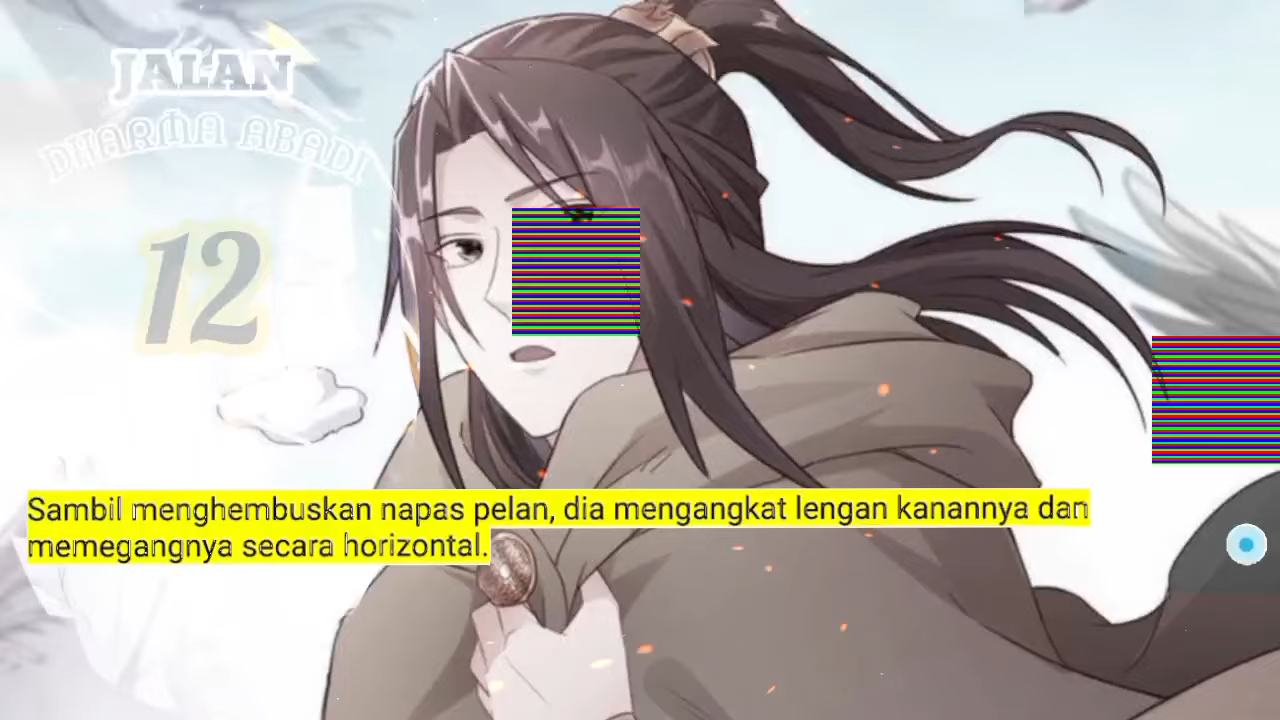 JALAN
DHARMA ABADI
12
Sambil menghembuskan napas pelan, dia mengangkat lengan kanannya dan
memegangnya secara horizontal.